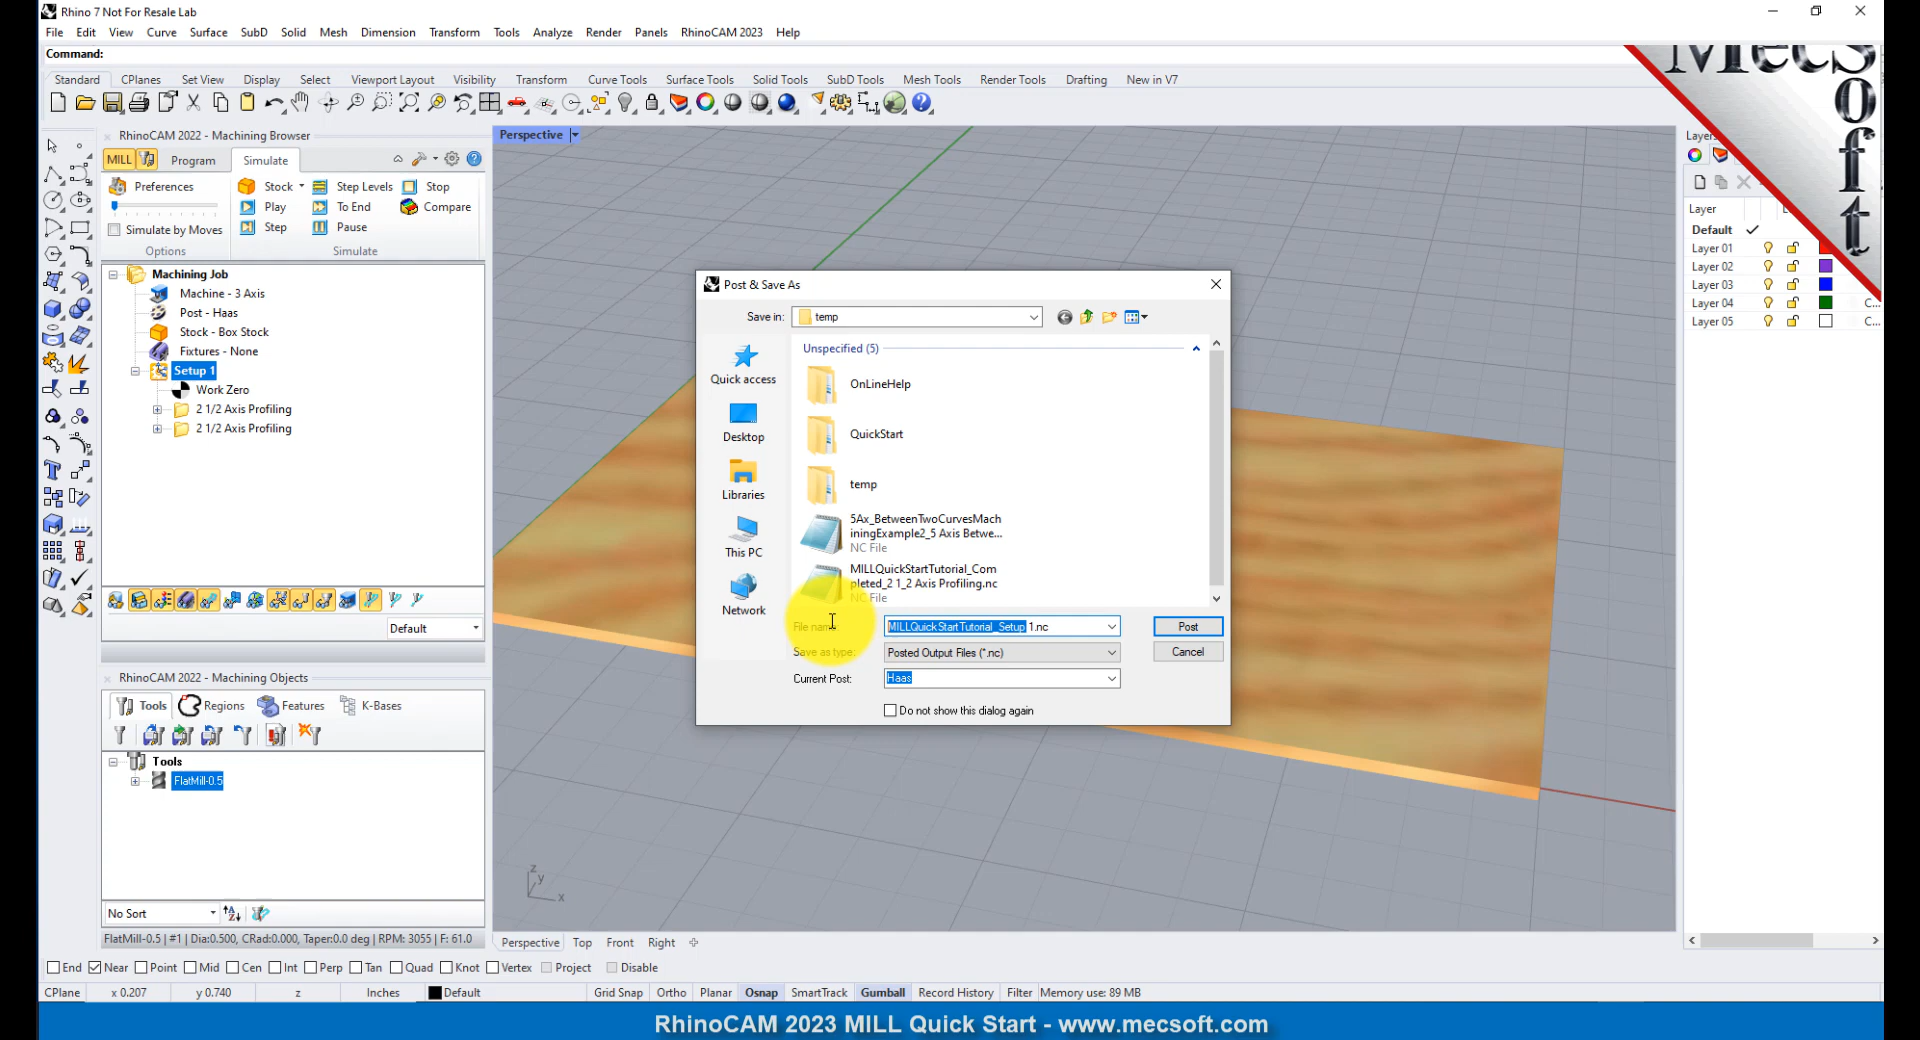 Rhino 7 Not For Resale Lab
File Edit View Curve Surface SubD Solid Mesh Dimension Transform Tools Analyze Render Panels RhinoCAM 2023 Help
Command:
Standard CPlanes Set View Display Select Viewport Layout Visibility Transform Curve Tools Surface Tools Solid Tools SubD Tools Mesh Tools Render Tools Drafting New in V7
RhinoCAM 2022 - Machining Browser
MILL Program Simulate
Preferences Stock Step Levels Stop
Play To End Compare
Simulate by Moves Step Pause
Options Simulate
Machining Job
Machine - 3 Axis
Post - Haas
Stock - Box Stock
Fixtures - None
Setup 1
Work Zero
2 1/2 Axis Profiling
2 1/2 Axis Profiling
Default
RhinoCAM 2022 - Machining Objects
Tools Regions Features K-Bases
Tools
FlatMill-0.5
No Sort
FlatMill-0.5 | #1 | Dia:0.500, CRad:0.000, Taper:0.0 deg | RPM: 3055 | F: 61.0
Perspective
Post & Save As
Save in: temp
Quick access
Desktop
Libraries
This PC
Network
Unspecified (5)
OnLineHelp
QuickStart
temp
5Ax_BetweenTwoCurvesMach
iningExample2_5 Axis Betwe...
NC File
MILLQuickStartTutorial_Com
pleted_2 1_2 Axis Profiling.nc
NC File
File name: MILLQuickStartTutorial_Setup 1.nc Post
Save as type: Posted Output Files (*.nc) Cancel
Current Post: Haas
Do not show this dialog again
z
y
x
MecSoft
Layers
Layer
Default
Layer 01
Layer 02
Layer 03
Layer 04 C...
Layer 05 C...
Perspective Top Front Right
End Near Point Mid Cen Int Perp Tan Quad Knot Vertex Project Disable
CPlane x 0.207 y 0.740 z Inches Default Grid Snap Ortho Planar Osnap SmartTrack Gumball Record History Filter Memory use: 89 MB
RhinoCAM 2023 MILL Quick Start - www.mecsoft.com